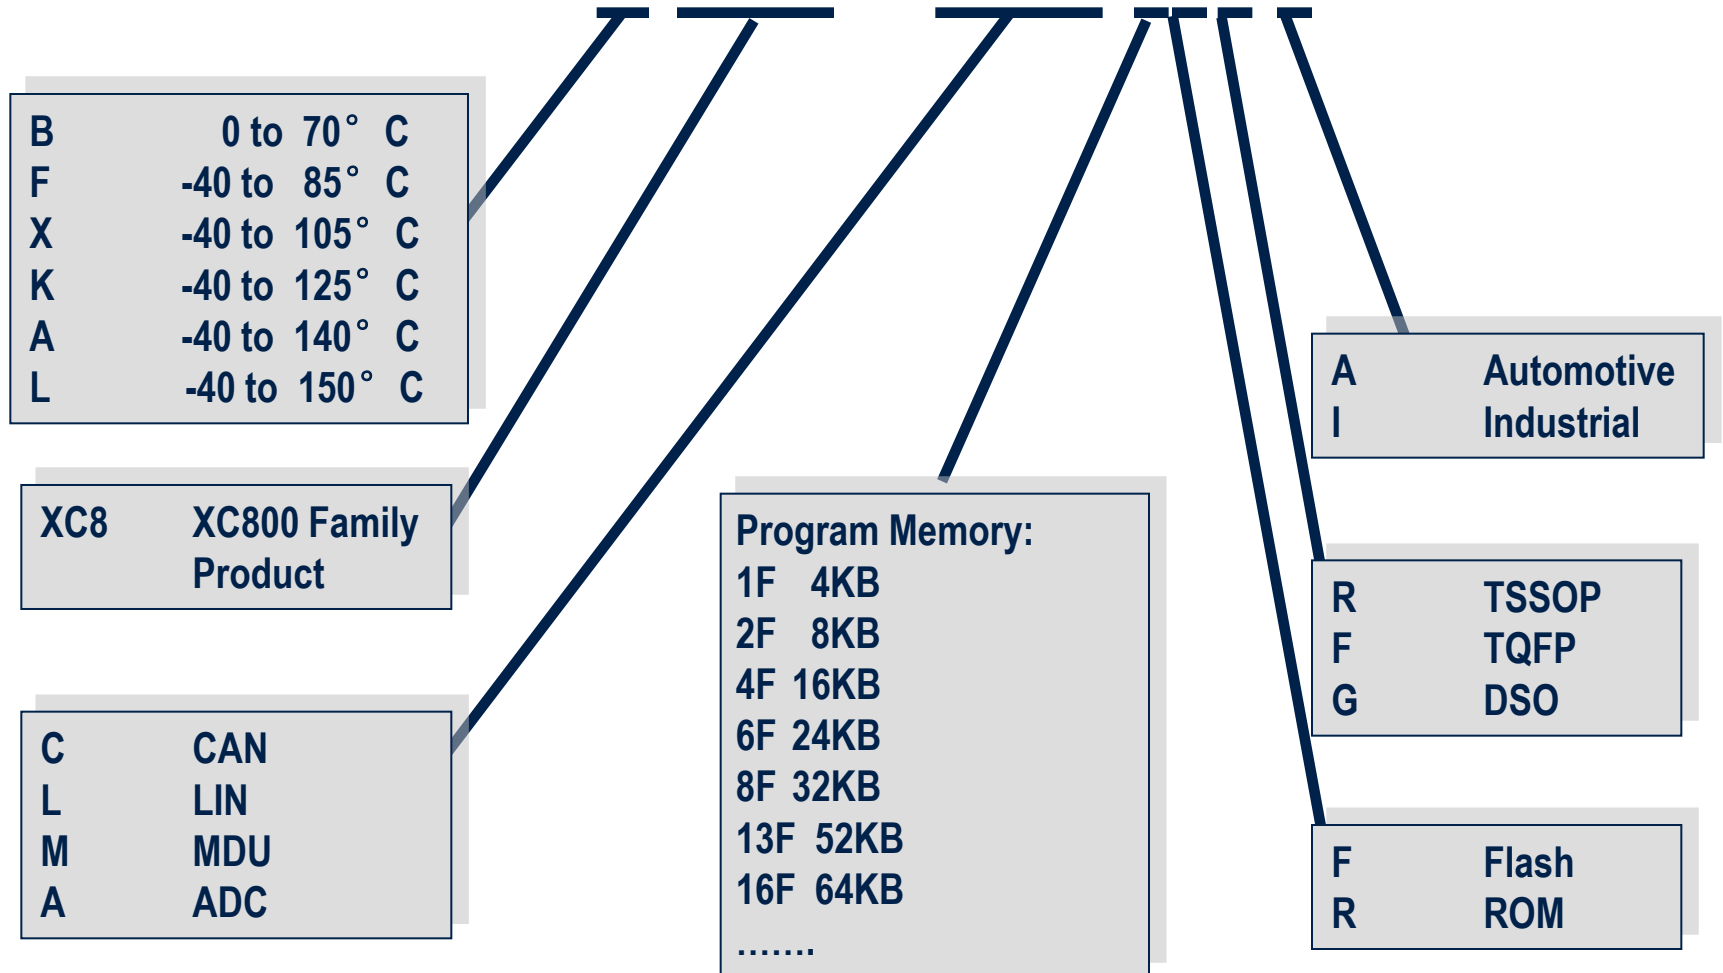 B 0 to 70° C
F -40 to 85° C
X -40 to 105° C
K -40 to 125° C
A -40 to 140° C
L -40 to 150° C
XC8 XC800 Family
Product
C CAN
L LIN
M MDU
A ADC
Program Memory:
1F 4KB
2F 8KB
4F 16KB
6F 24KB
8F 32KB
13F 52KB
16F 64KB
.......
A Automotive
I Industrial
R TSSOP
F TQFP
G DSO
F Flash
R ROM